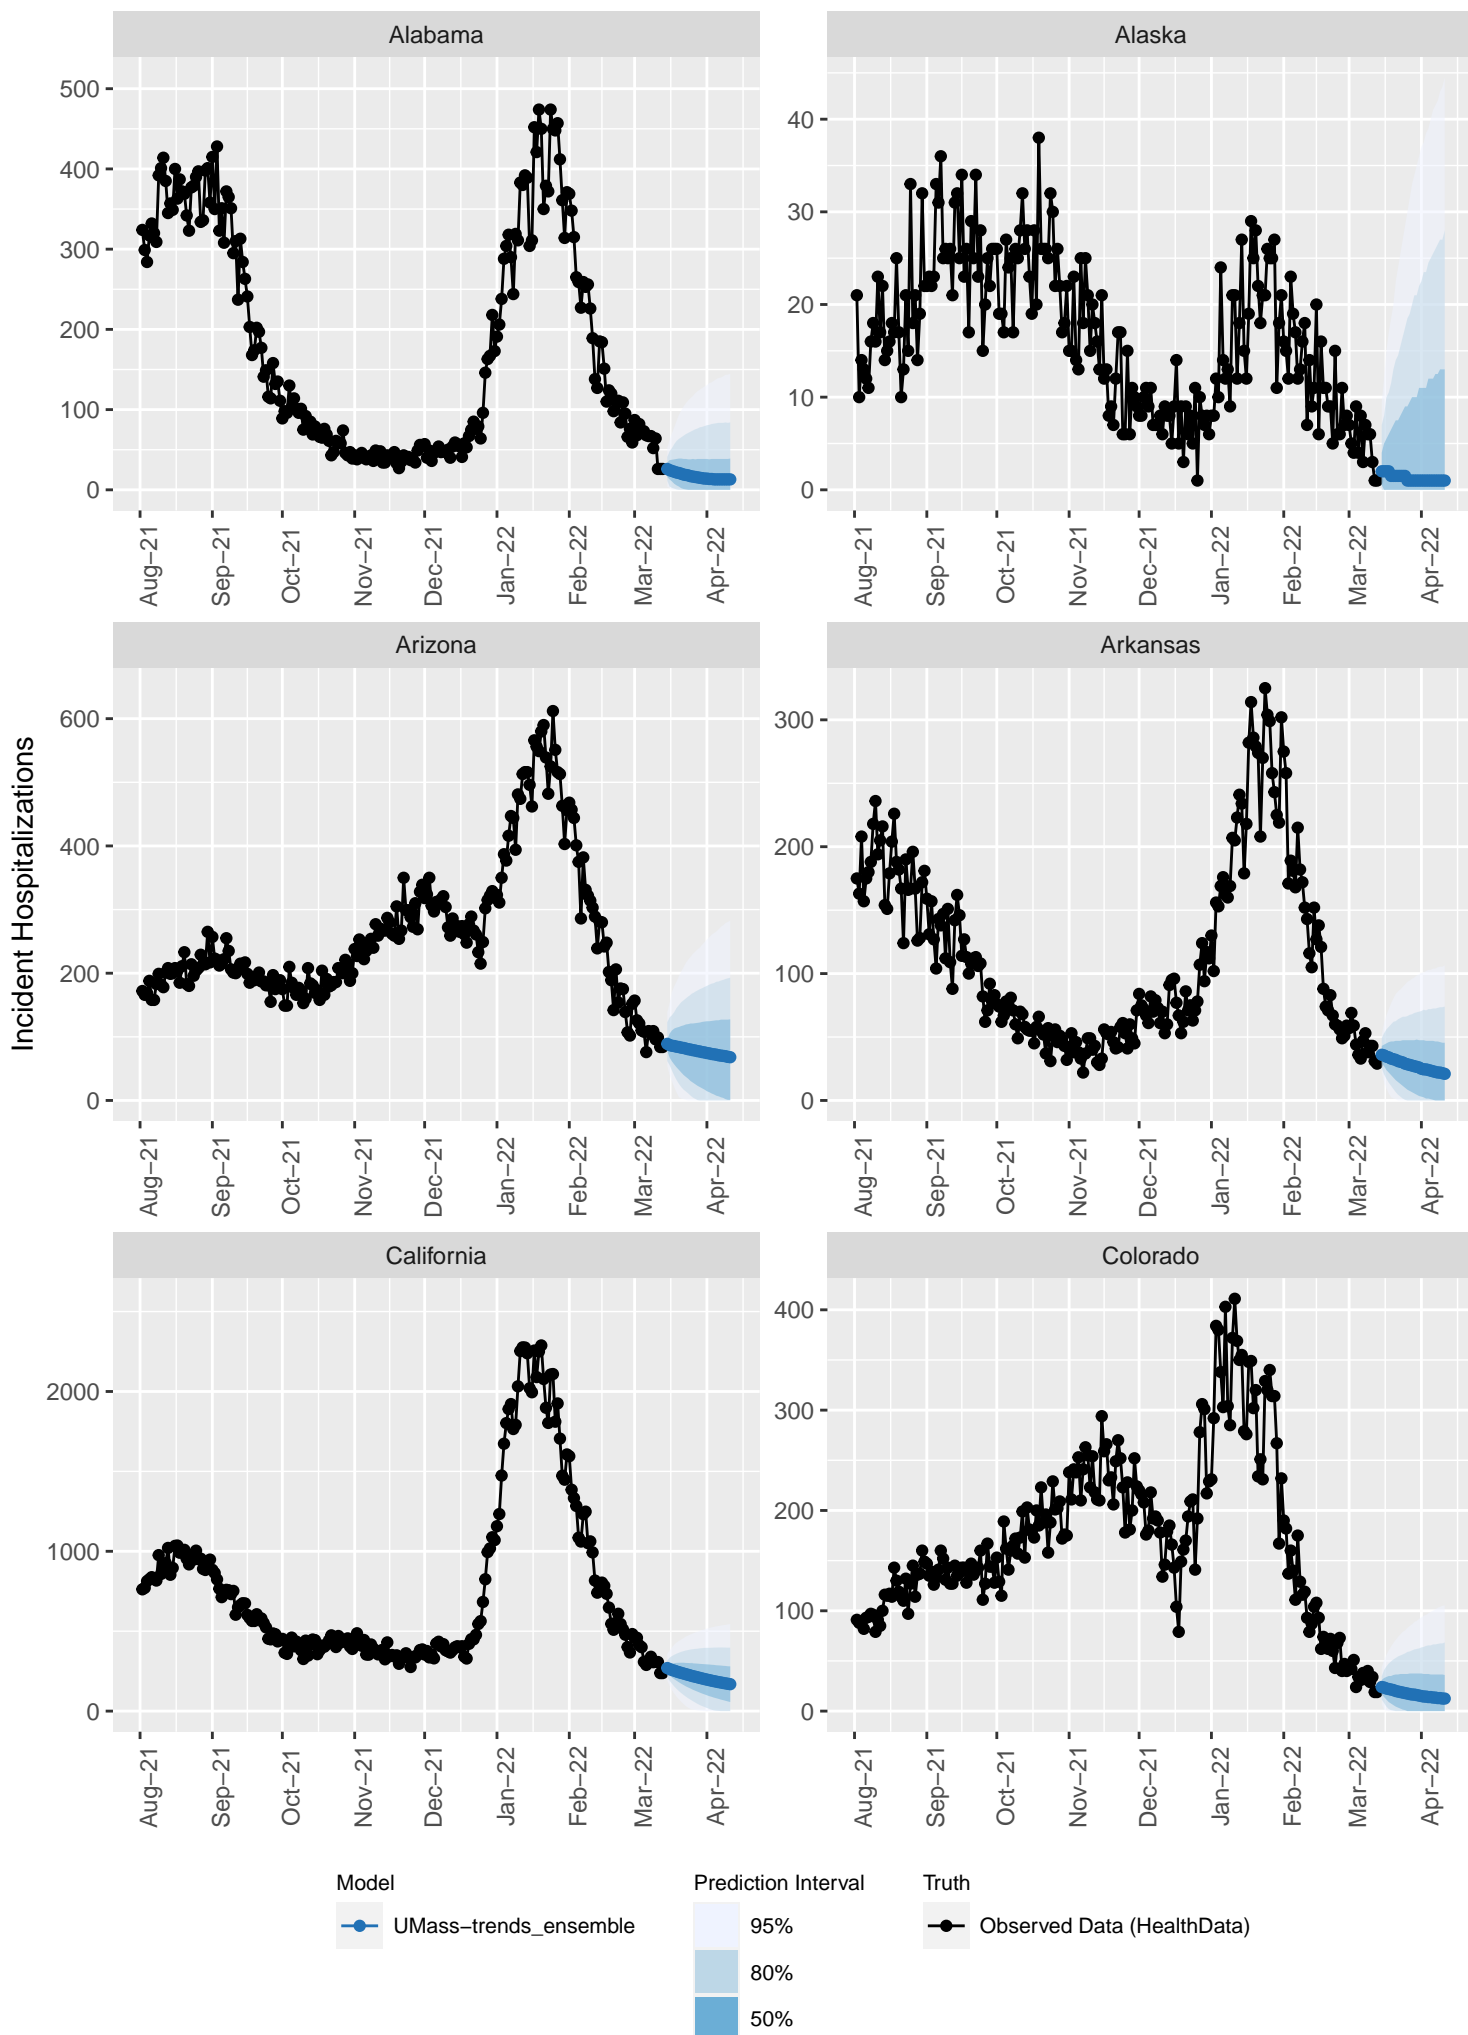 Alabama
Alaska
500
400
300
200
100
0
40
30
20
10
0
Aug−21
Sep−21
Oct−21
Nov−21
Dec−21
Jan−22
Feb−22
Mar−22
Apr−22
Aug−21
Sep−21
Oct−21
Nov−21
Dec−21
Jan−22
Feb−22
Mar−22
Apr−22
Incident Hospitalizations
Arizona
Arkansas
600
400
200
0
300
200
100
0
Aug−21
Sep−21
Oct−21
Nov−21
Dec−21
Jan−22
Feb−22
Mar−22
Apr−22
Aug−21
Sep−21
Oct−21
Nov−21
Dec−21
Jan−22
Feb−22
Mar−22
Apr−22
California
Colorado
2000
1000
0
400
300
200
100
0
Aug−21
Sep−21
Oct−21
Nov−21
Dec−21
Jan−22
Feb−22
Mar−22
Apr−22
Aug−21
Sep−21
Oct−21
Nov−21
Dec−21
Jan−22
Feb−22
Mar−22
Apr−22
Model
UMass−trends_ensemble
Prediction Interval
95%
80%
50%
Truth
Observed Data (HealthData)